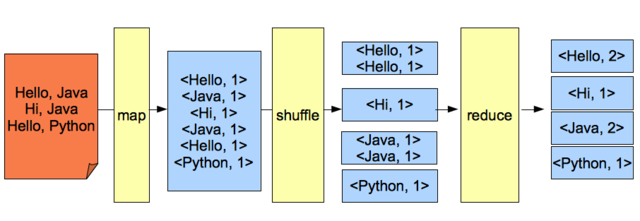 Hello, Java
Hi, Java
Hello, Python
map
<Hello, 1>
<Java, 1>
<Hi, 1>
<Java, 1>
<Hello, 1>
<Python, 1>
shuffle
<Hello, 1>
<Hello, 1>
<Hi, 1>
<Java, 1>
<Java, 1>
<Python, 1>
reduce
<Hello, 2>
<Hi, 1>
<Java, 2>
<Python, 1>